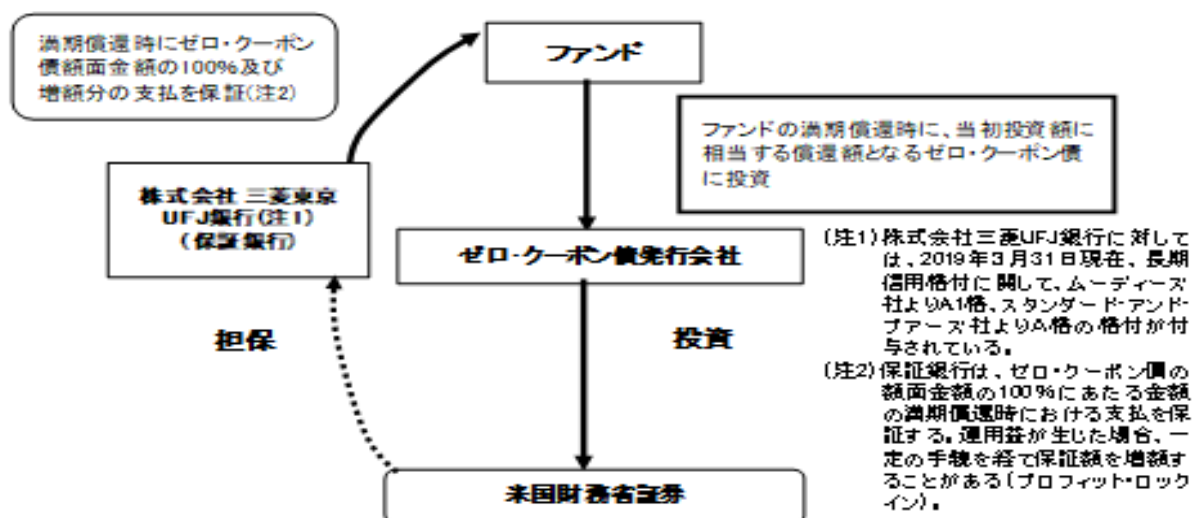 満期償還時にゼロ・クーポン
債額面金額の100%及び
増額分の支払を保証(注2)
ファンド
ファンドの満期償還時に、当初投資額に
相当する償還額となるゼロ・クーポン債
に投資
株式会社 三菱東京
UFJ銀行(注1)
(保証銀行)
ゼロ・クーポン債発行会社
担保
投資
米国財務省証券
(注1)株式会社三菱UFJ銀行に対して
は、2019年3月31日現在、長期
信用格付に関して、ムーディーズ
社よりA1格、スタンダード・アンド・
プアーズ社よりA格の格付が付
与されている。
(注2)保証銀行は、ゼロ・クーポン債の
額面金額の100%にあたる金額
の満期償還時における支払を保
証する。運用益が生じた場合、一
定の手続を経て保証額を増額す
ることがある(プロフィット・ロック
イン)。